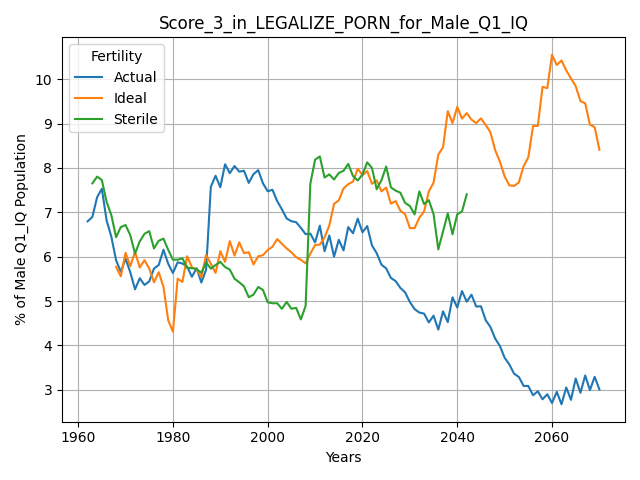 Score_3_in_LEGALIZE_PORN_for_Male_Q1_IQ
Fertility
Actual
Ideal
Sterile
% of Male Q1_IQ Population
10
9
8
7
6
5
4
3
1960 1980 2000 2020 2040 2060
Years